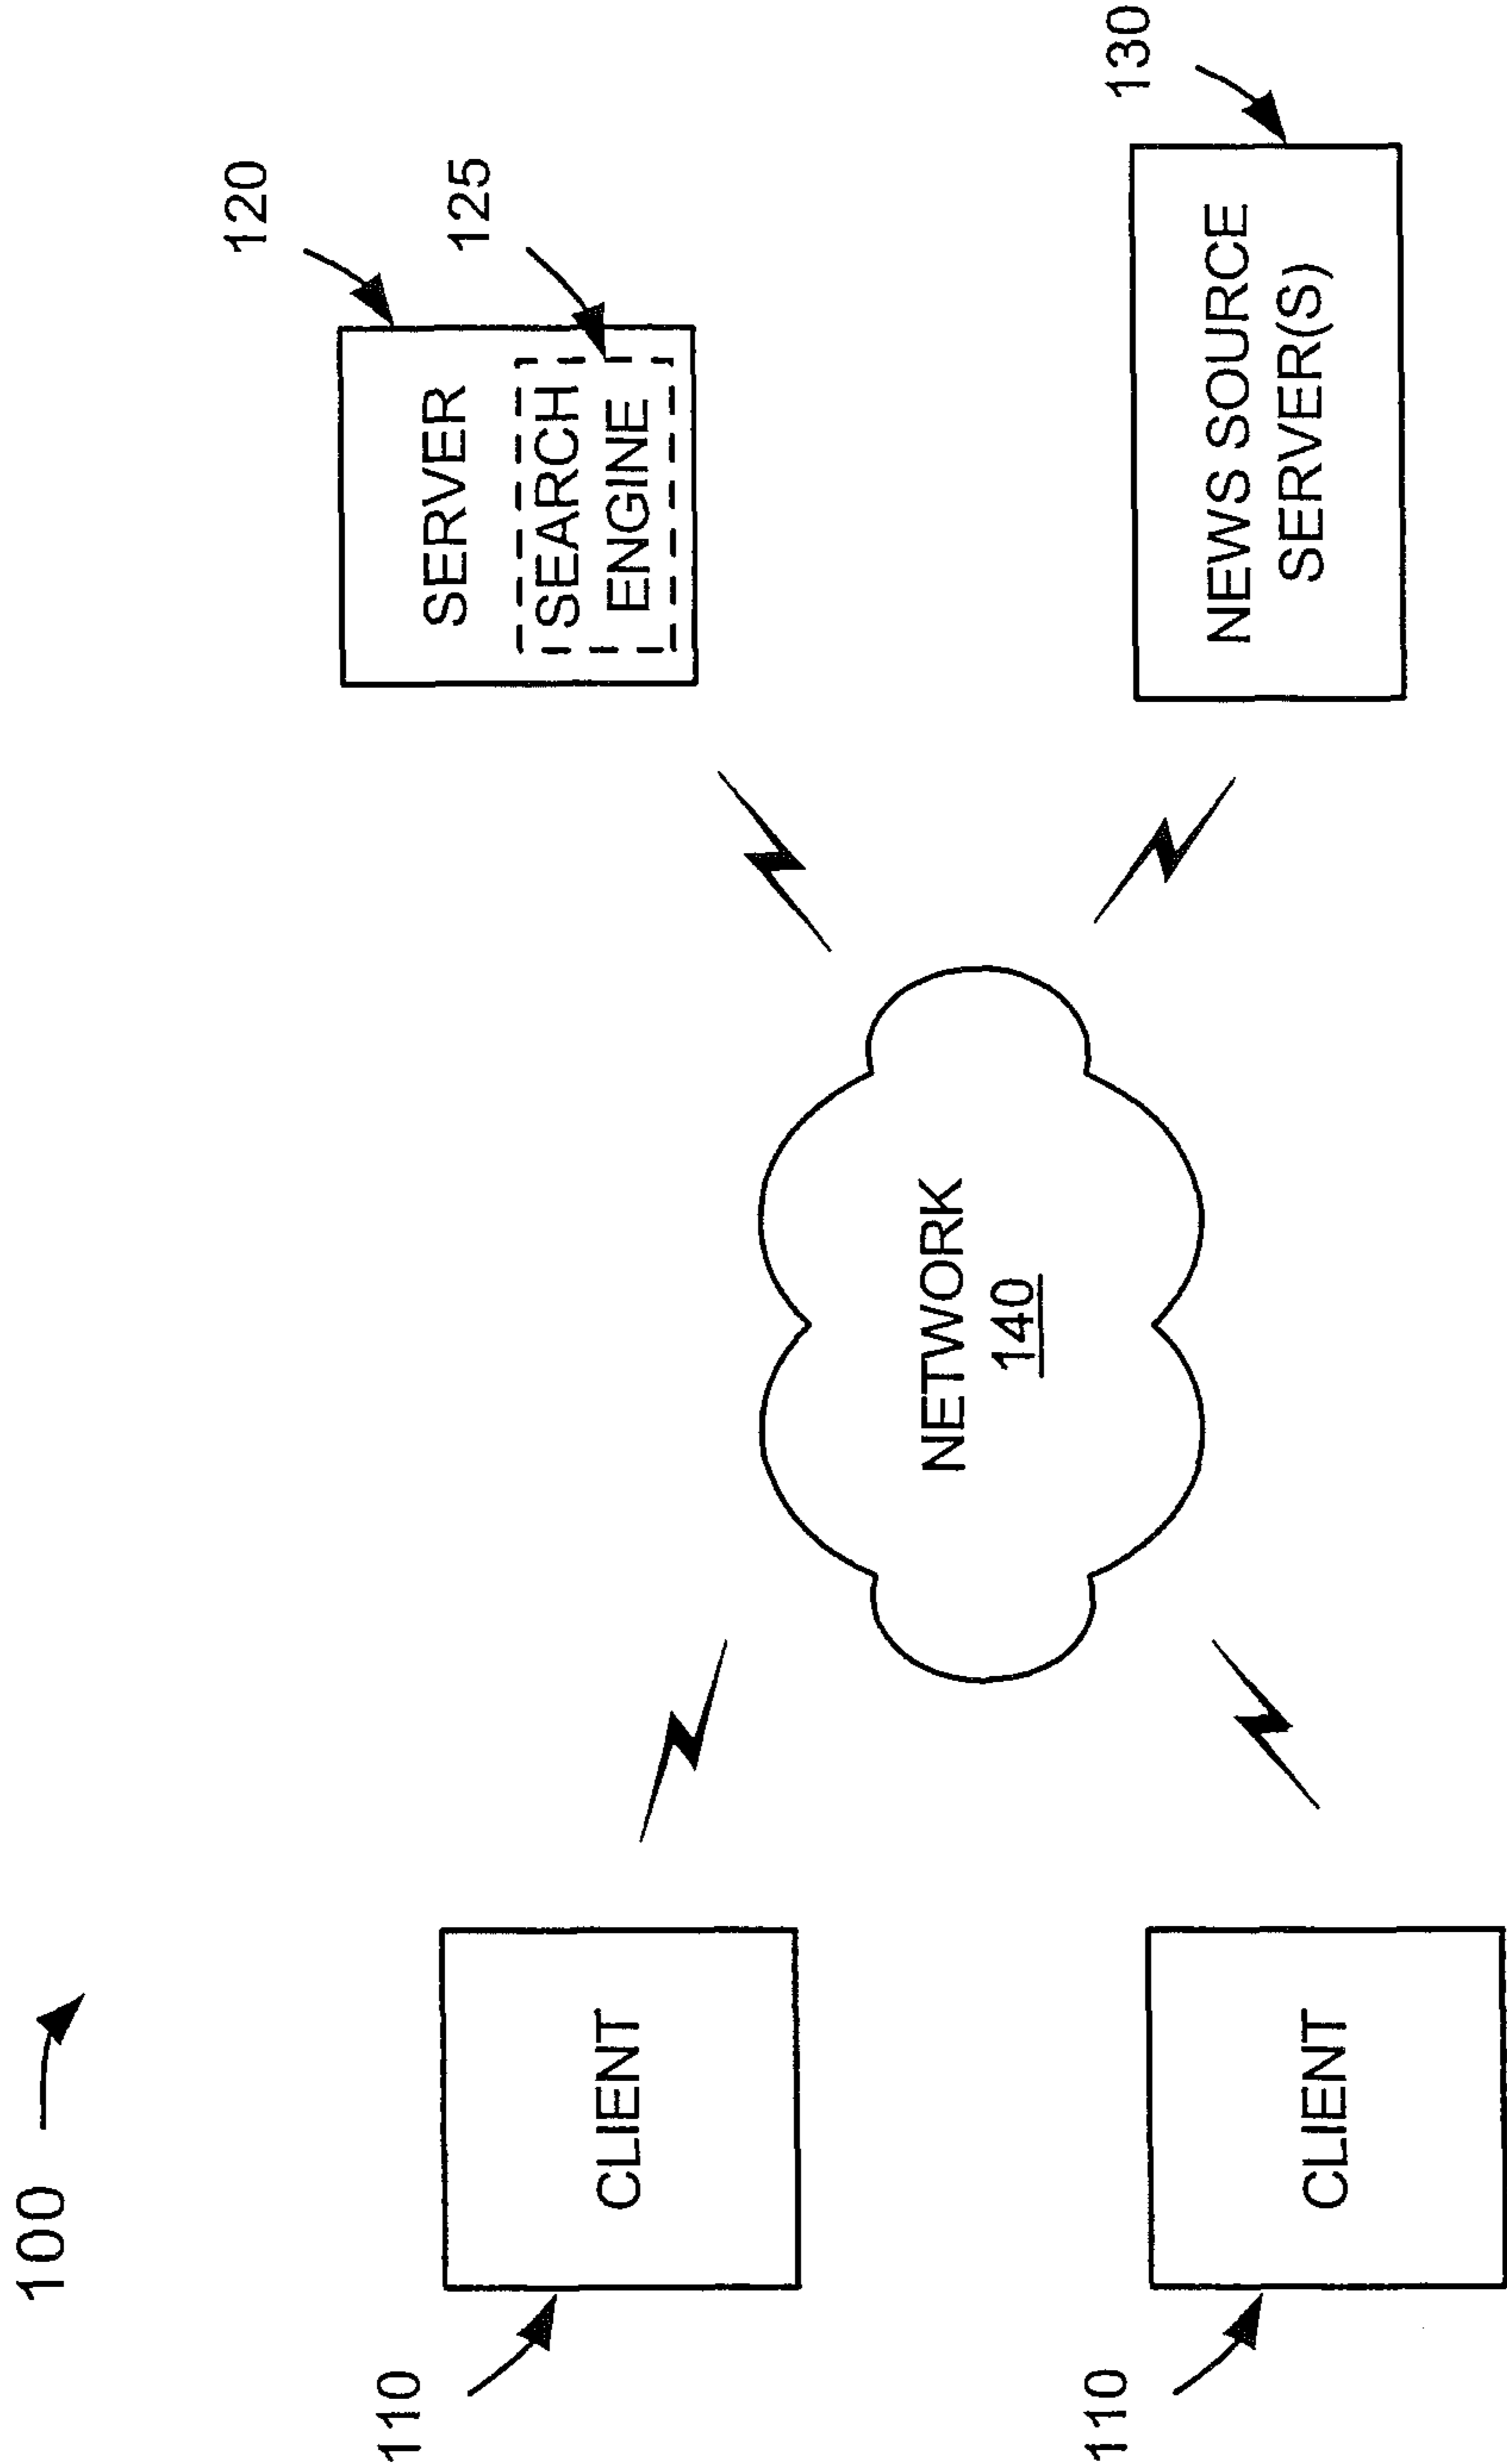 100
110
CLIENT
110
CLIENT
NETWORK
140
120
SERVER
125
SEARCH
ENGINE
130
NEWS SOURCE
SERVER(S)